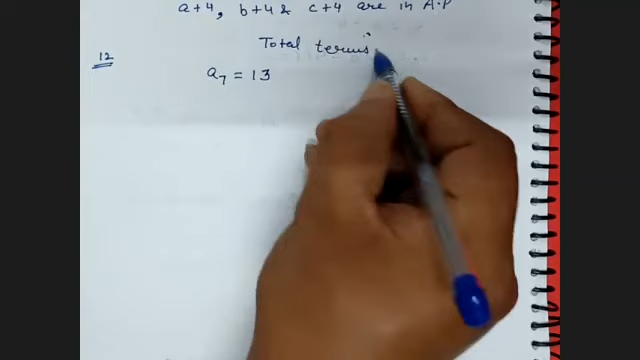 a+4, b+4 & c+4 are in A.P
Total terms
12
a₇ = 13